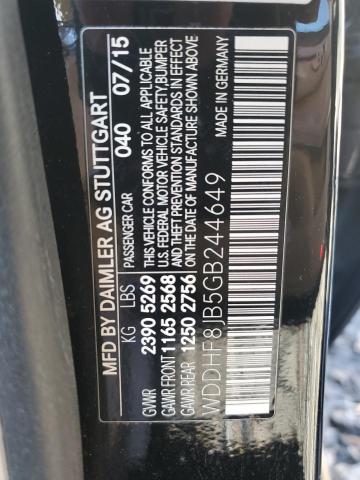 MFD BY DAIMLER AG STUTTGART
KG LBS PASSENGER CAR 040 07/15
GVWR 2390 5269 THIS VEHICLE CONFORMS TO ALL APPLICABLE
GAWR FRONT 1165 2568 U.S. FEDERAL MOTOR VEHICLE SAFETY, BUMPER
GAWR REAR 1250 2756 AND THEFT PREVENTION STANDARDS IN EFFECT
ON THE DATE OF MANUFACTURE SHOWN ABOVE
WDDHF8JB5GB244649
MADE IN GERMANY